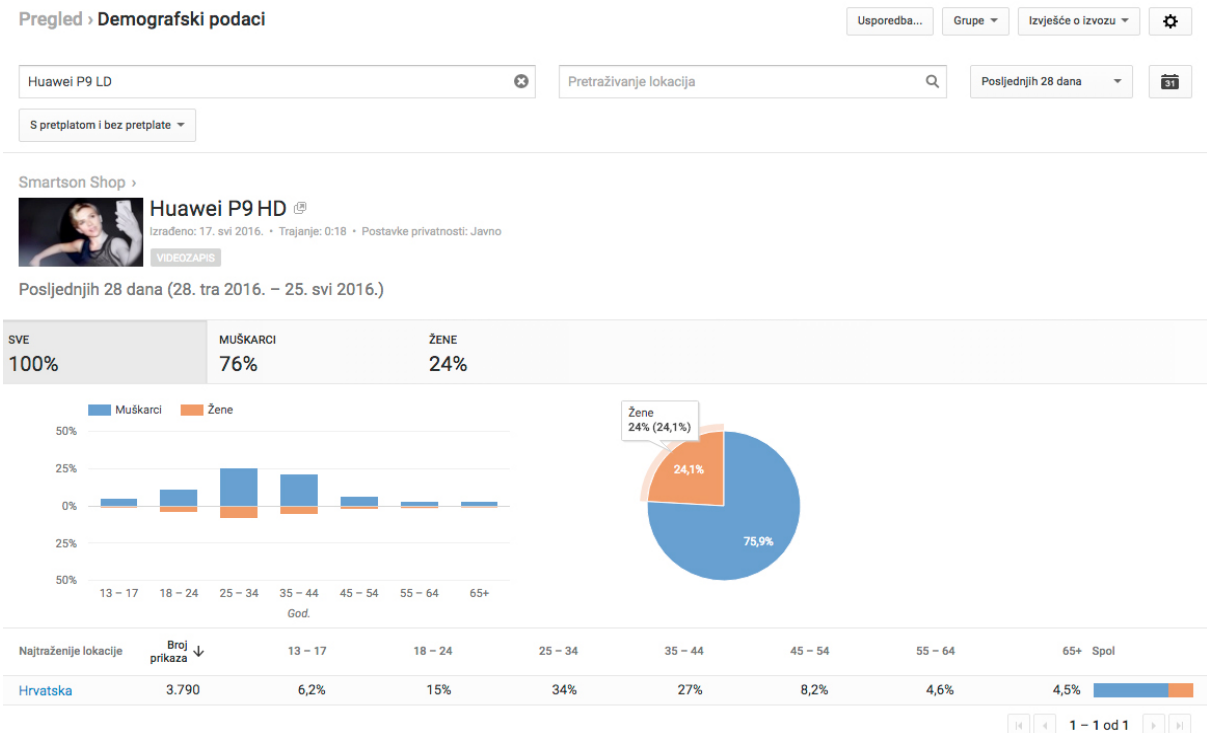 Pregled › Demografski podaci
Usporedba... Grupe Izvješće o izvozu
Huawei P9 LD Pretraživanje lokacija Posljednjih 28 dana 31
S pretplatom i bez pretplate
Smartson Shop ›
Huawei P9 HD
Izrađeno: 17. svi 2016. • Trajanje: 0:18 • Postavke privatnosti: Javno
VIDEOZAPIS
Posljednjih 28 dana (28. tra 2016. – 25. svi 2016.)
SVE MUŠKARCI ŽENE
100% 76% 24%
Muškarci Žene
50%
25%
0%
25%
50%
13 – 17 18 – 24 25 – 34 35 – 44 45 – 54 55 – 64 65+
God.
Žene
24% (24,1%)
24,1%
75,9%
Najtraženije lokacije Broj prikaza 13 – 17 18 – 24 25 – 34 35 – 44 45 – 54 55 – 64 65+ Spol
Hrvatska 3.790 6,2% 15% 34% 27% 8,2% 4,6% 4,5%
1 – 1 od 1